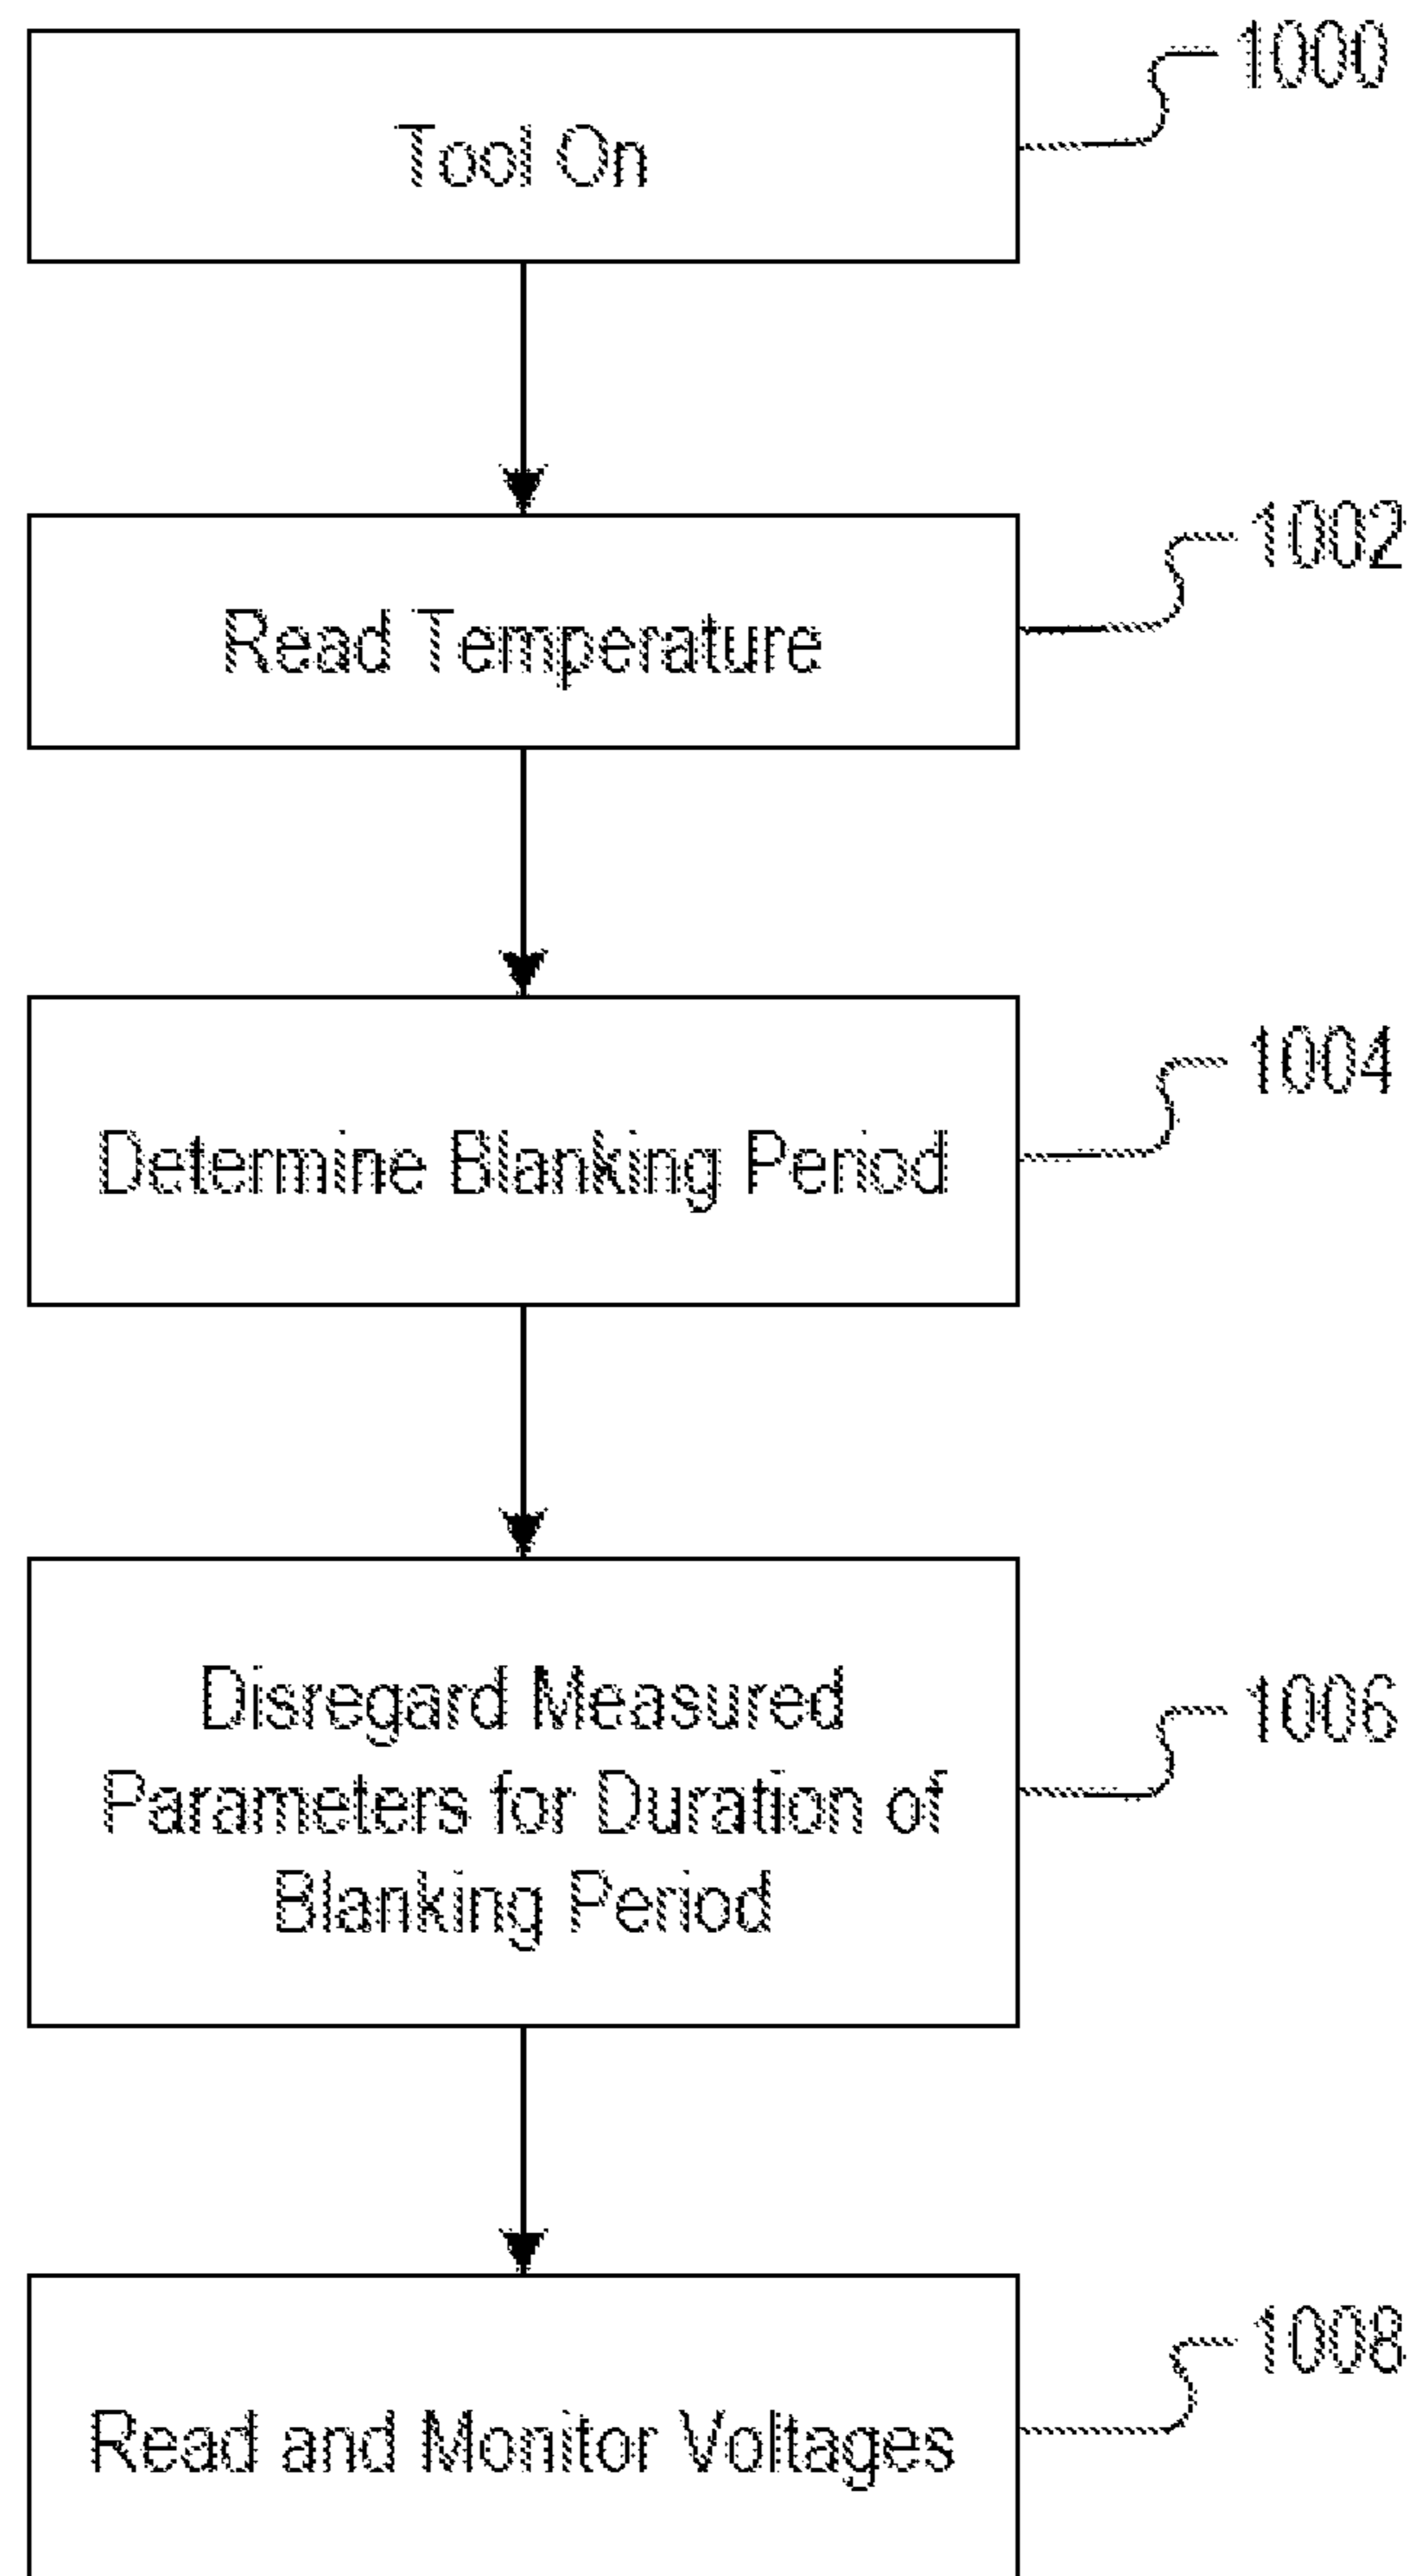 Tool On
1000
Read Temperature
1002
Determine Blanking Period
1004
Disregard Measured
Parameters for Duration of
Blanking Period
1006
Read and Monitor Voltages
1008